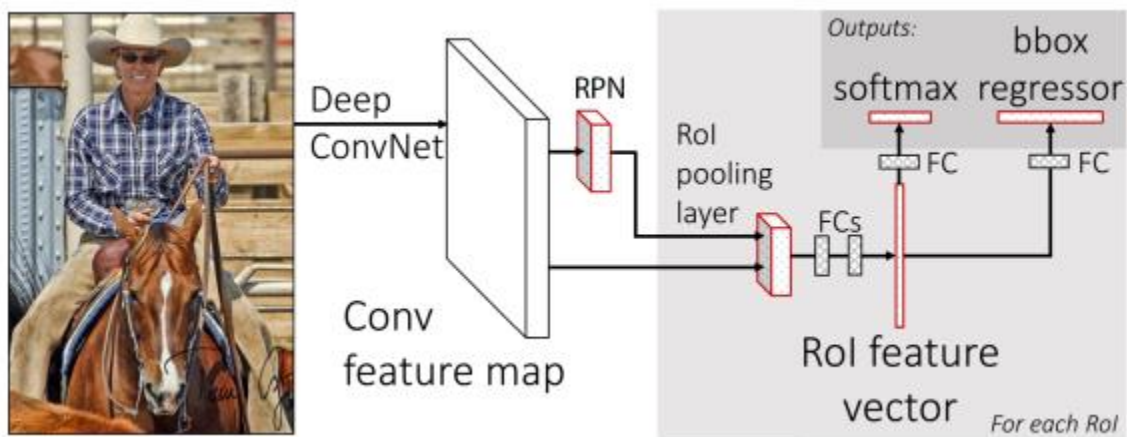 Deep
ConvNet
Conv
feature map
RPN
RoI
pooling
layer
FCs
RoI feature
vector
For each RoI
Outputs:
softmax
bbox
regressor
FC
FC